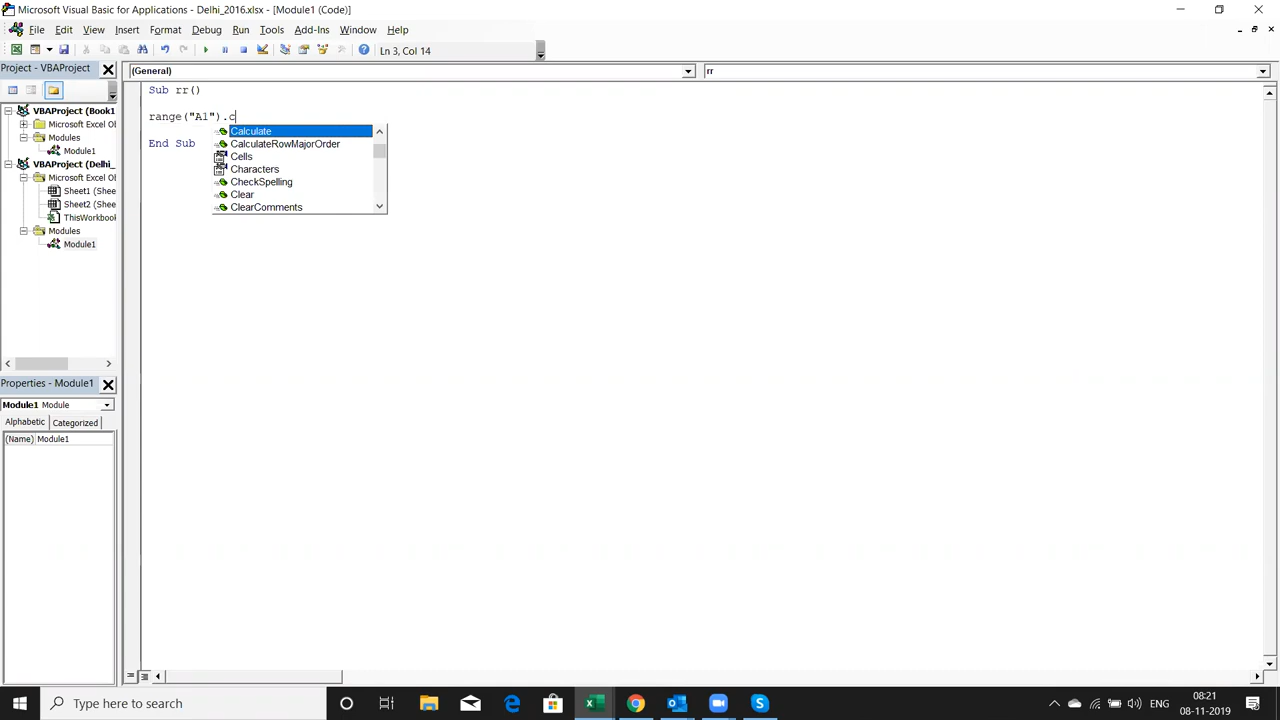 Microsoft Visual Basic for Applications - Delhi_2016.xlsx - [Module1 (Code)]
File Edit View Insert Format Debug Run Tools Add-Ins Window Help
Ln 3, Col 14
Project - VBAProject
(General)
rr
VBAProject (Book1
Microsoft Excel Ob
Modules
Module1
VBAProject (Delhi_
Microsoft Excel Ob
Sheet1 (Shee
Sheet2 (Shee
ThisWorkbook
Modules
Module1
Sub rr()
range("A1").c
End Sub
Calculate
CalculateRowMajorOrder
Cells
Characters
CheckSpelling
Clear
ClearComments
Properties - Module1
Module1 Module
Alphabetic Categorized
(Name) Module1
Type here to search
ENG
08:21
08-11-2019